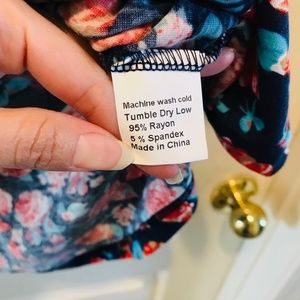 Machine wash cold
Tumble Dry Low
95% Rayon
5 % Spandex
Made in China